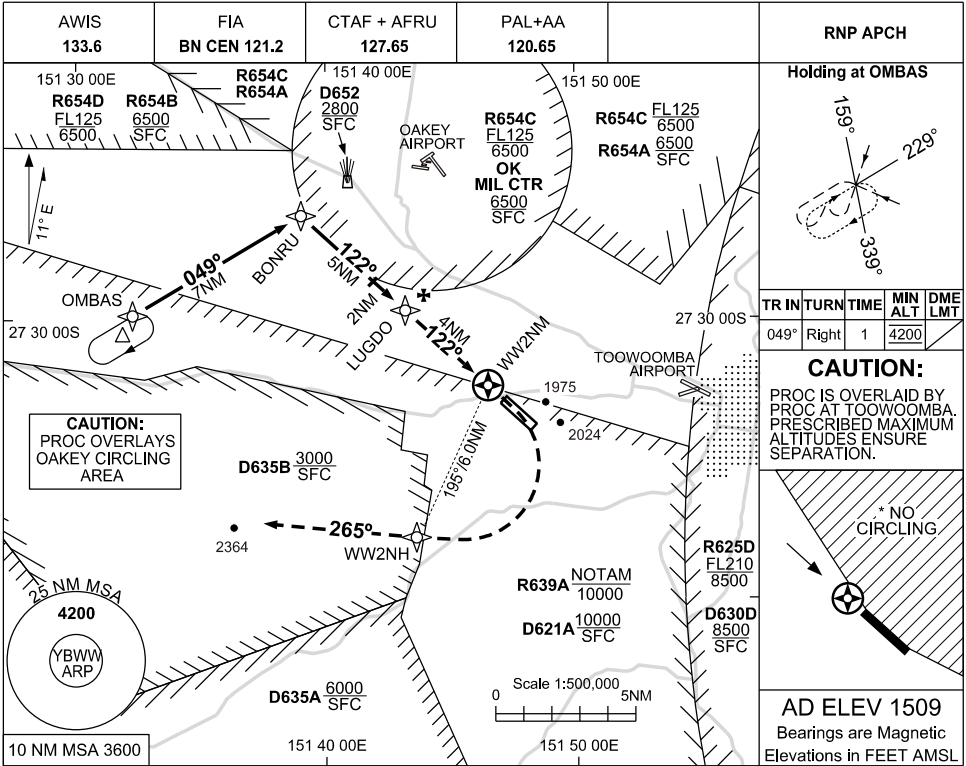 AWIS
133.6
FIA
BN CEN 121.2
CTAF + AFRU
127.65
PAL+AA
120.65
RNP APCH
151 30 00E
151 40 00E
151 50 00E
R654D
FL125
6500
R654B
6500
SFC
R654C
R654A
D652
2800
SFC
OAKEY
AIRPORT
R654C
FL125
6500
OK
MIL CTR
6500
SFC
R654C FL125
6500
R654A 6500
SFC
11° E
049°
7NM
BONRU
122°
5NM
OMBAS
2NM
LUGDO
4NM
122°
WW2NM
27 30 00S
27 30 00S
TOOWOOMBA
AIRPORT
1975
2024
CAUTION:
PROC OVERLAYS
OAKEY CIRCLING
AREA
D635B 3000
SFC
195°/6.0NM
265°
2364
WW2NH
25 NM MSA
4200
YBWW
ARP
R639A NOTAM
10000
D621A 10000
SFC
R625D
FL210
8500
D630D
8500
SFC
D635A 6000
SFC
Scale 1:500,000
0
5NM
10 NM MSA 3600
151 40 00E
151 50 00E
Holding at OMBAS
159°
229°
339°
TR IN TURN TIME MIN ALT DME LMT
049° Right 1 4200
CAUTION:
PROC IS OVERLAID BY
PROC AT TOOWOOMBA.
PRESCRIBED MAXIMUM
ALTITUDES ENSURE
SEPARATION.
* NO
CIRCLING
AD ELEV 1509
Bearings are Magnetic
Elevations in FEET AMSL